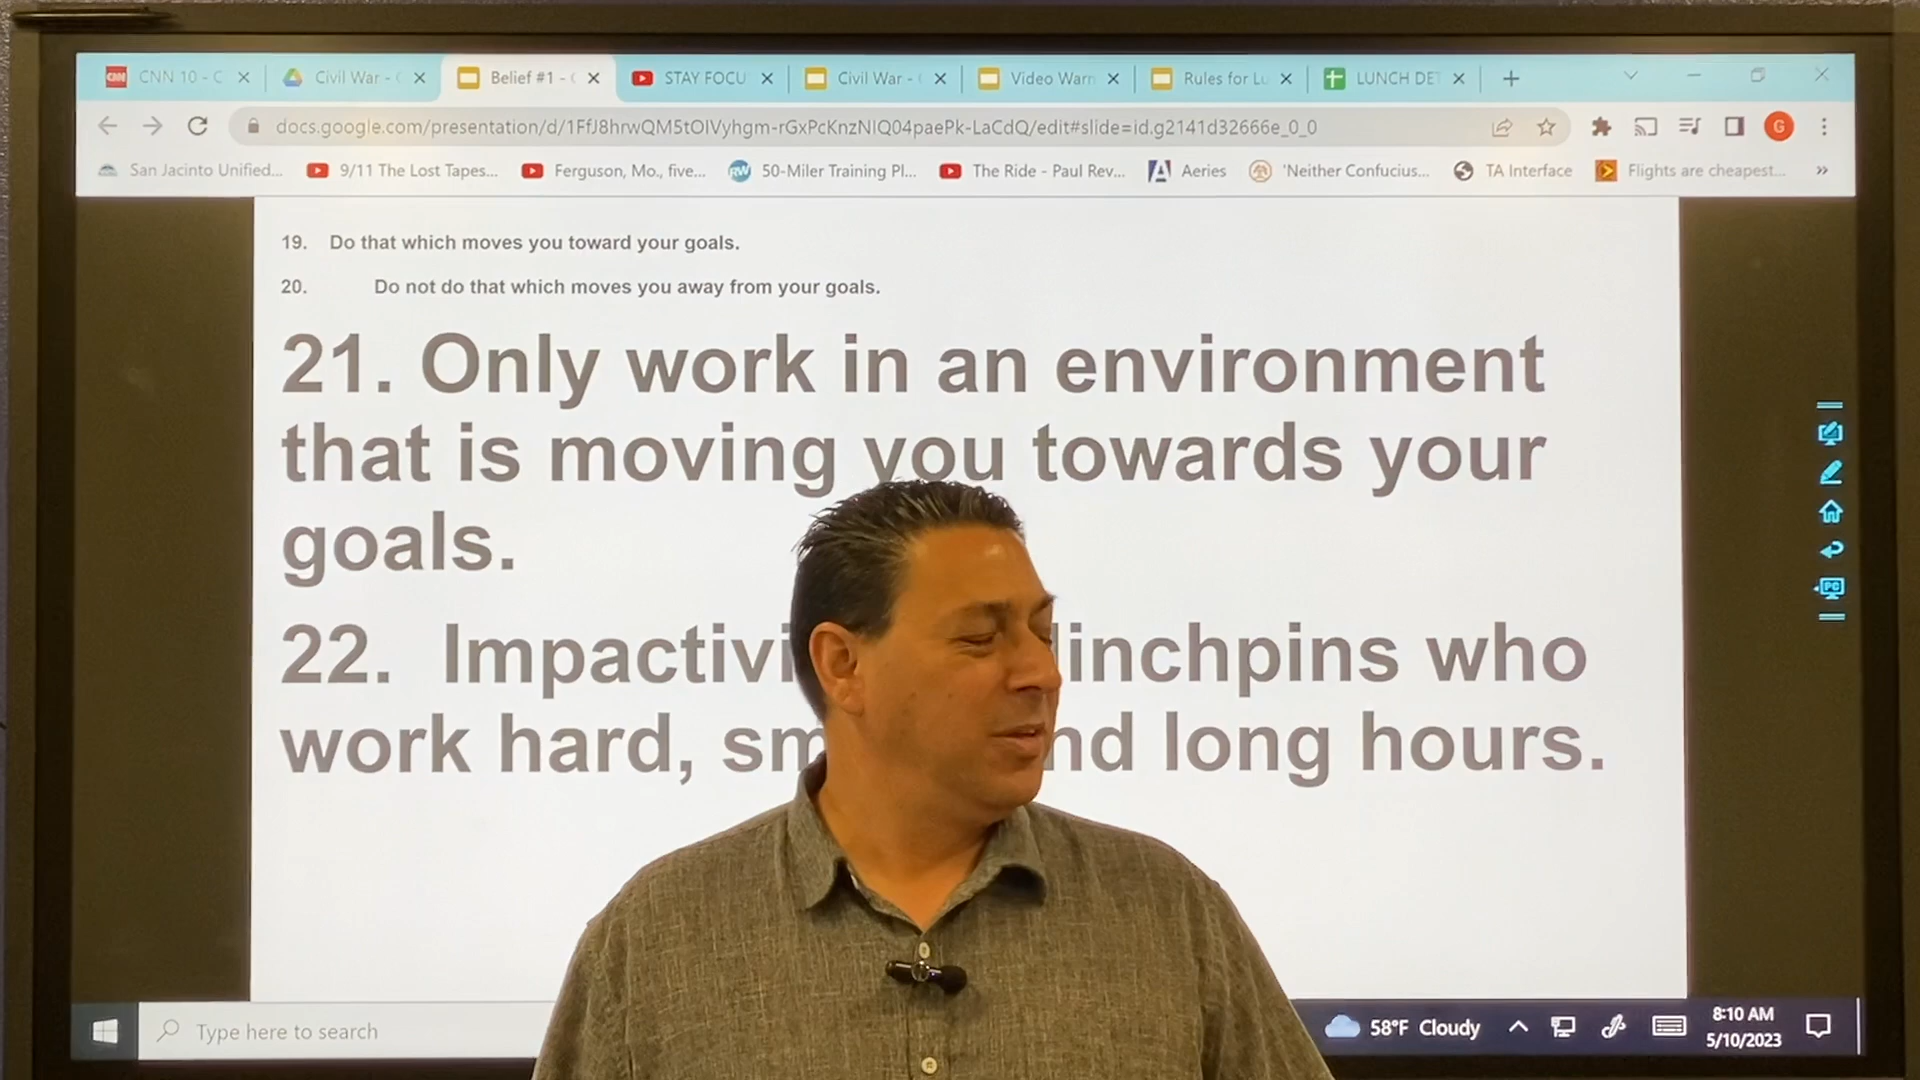 CNN 10 - C
Civil War - (
Belief #1 - (
STAY FOCU
Civil War - (
Video Warn
Rules for Lu
LUNCH DET
docs.google.com/presentation/d/1FfJ8hrwQM5tOIVyhgm-rGxPcKnzNIQ04paePk-LaCdQ/edit#slide=id.g2141d32666e_0_0
G
San Jacinto Unified...
9/11 The Lost Tapes...
Ferguson, Mo., five...
RW
50-Miler Training Pl...
The Ride - Paul Rev...
Aeries
'Neither Confucius...
TA Interface
Flights are cheapest...
»
19. Do that which moves you toward your goals.
20. Do not do that which moves you away from your goals.
21. Only work in an environment
that is moving you towards your
goals.
22. Impactivi linchpins who
work hard, sm nd long hours.
PC
Type here to search
58°F Cloudy
8:10 AM
5/10/2023